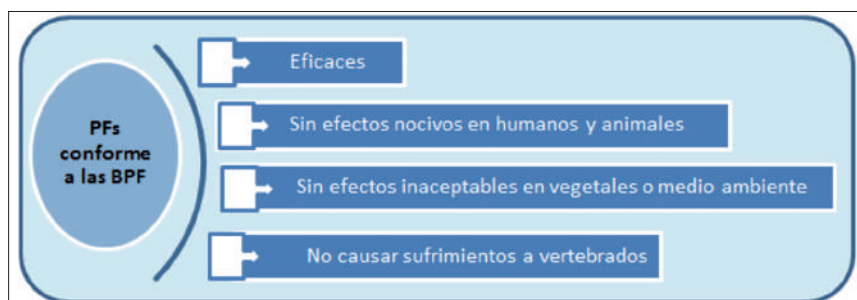 PFs
conforme
a las BPF
Eficaces
Sin efectos nocivos en humanos y animales
Sin efectos inaceptables en vegetales o medio ambiente
No causar sufrimientos a vertebrados